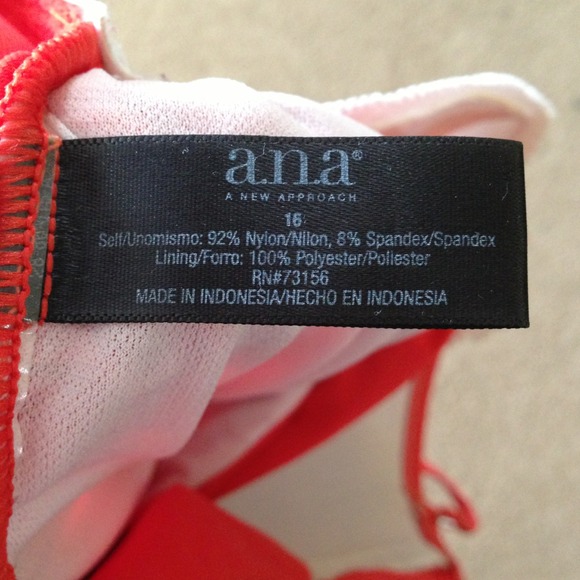 a.n.a®
A NEW APPROACH
16
Self/Unomismo: 92% Nylon/Nilon, 8% Spandex/Spandex
Lining/Forro: 100% Polyester/Poliester
RN#73156
MADE IN INDONESIA/HECHO EN INDONESIA